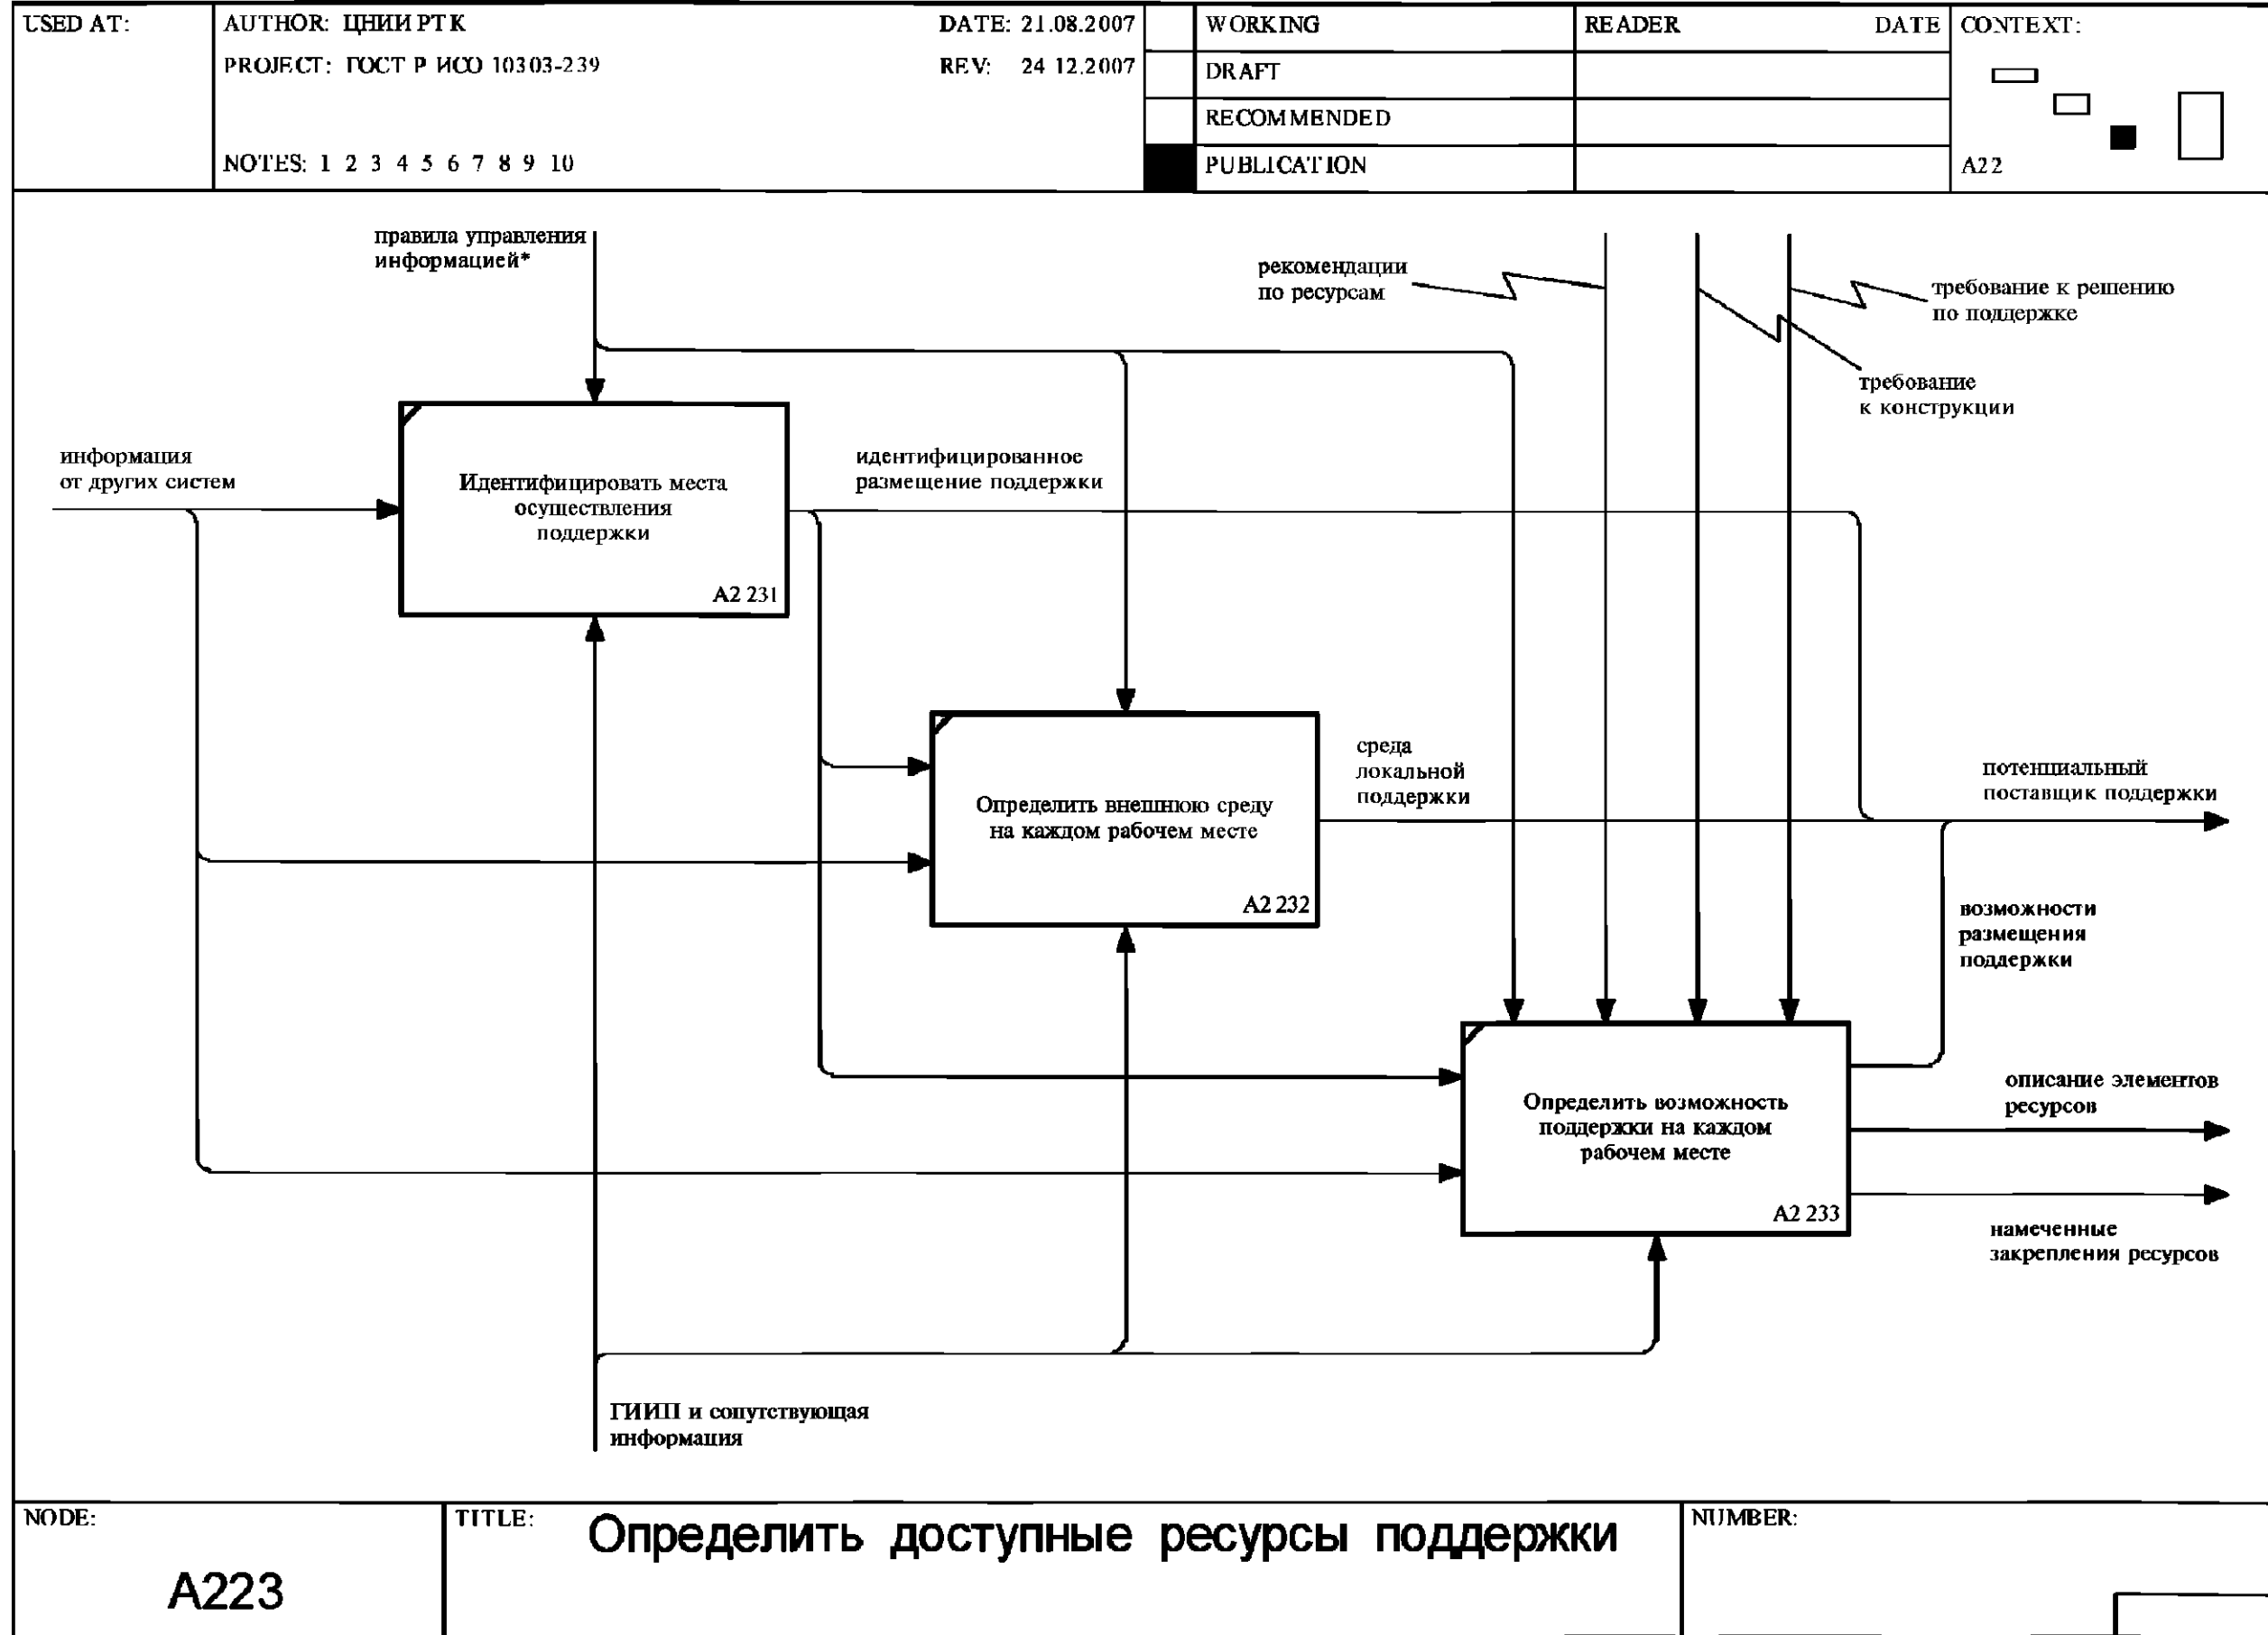 USED AT:
AUTHOR: ЦНИИ РТК
DATE: 21.08.2007
PROJECT: ГОСТ Р ИСО 10303-239
REV: 24.12.2007
NOTES: 1 2 3 4 5 6 7 8 9 10
WORKING
DRAFT
RECOMMENDED
PUBLICATION
READER
DATE
CONTEXT:
A22
правила управления
информацией*
рекомендации
по ресурсам
требование к решению
по поддержке
требование
к конструкции
информация
от других систем
Идентифицировать места
осуществления
поддержки
A2 231
идентифицированное
размещение поддержки
Определить внешнюю среду
на каждом рабочем месте
A2 232
среда
локальной
поддержки
потенциальный
поставщик поддержки
возможности
размещения
поддержки
Определить возможность
поддержки на каждом
рабочем месте
A2 233
описание элементов
ресурсов
намеченные
закрепления ресурсов
ГИИП и сопутствующая
информация
NODE:
A223
TITLE:
Определить доступные ресурсы поддержки
NUMBER: